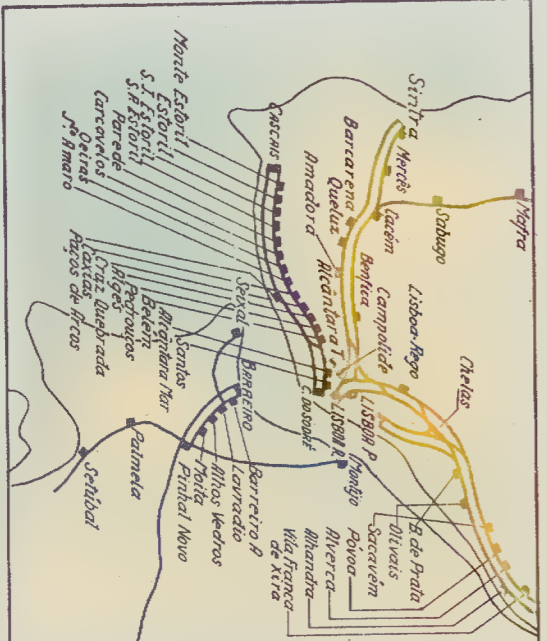 Monte Estoril
Estoril
S.J. Estoril
S.P. Estoril
Parede
Carcavelos
Oeiras
Stº Amaro
CASCAIS
Sintra
Mercês
Cacém
Sabugo
Mafra
Barcarena
Queluz
Amadora
Benfica
Campolide
Alcântara T.
Lisboa-Rego
Chelas
LISBOA P
LISBOA R.
C. DO SODRÉ
Santos
Alcântara Mar
Belém
Pedrouços
Algés
Cruz Quebrada
Caxias
Paços de Arcos
Seixal
BARREIRO
Barreiro A
Lavradio
Alhos Vedros
Moita
Pinhal Novo
Montijo
Palmela
Setúbal
B. de Prata
Olivais
Sacavém
Póvoa
Alverca
Alhandra
Vila Franca
de Xira